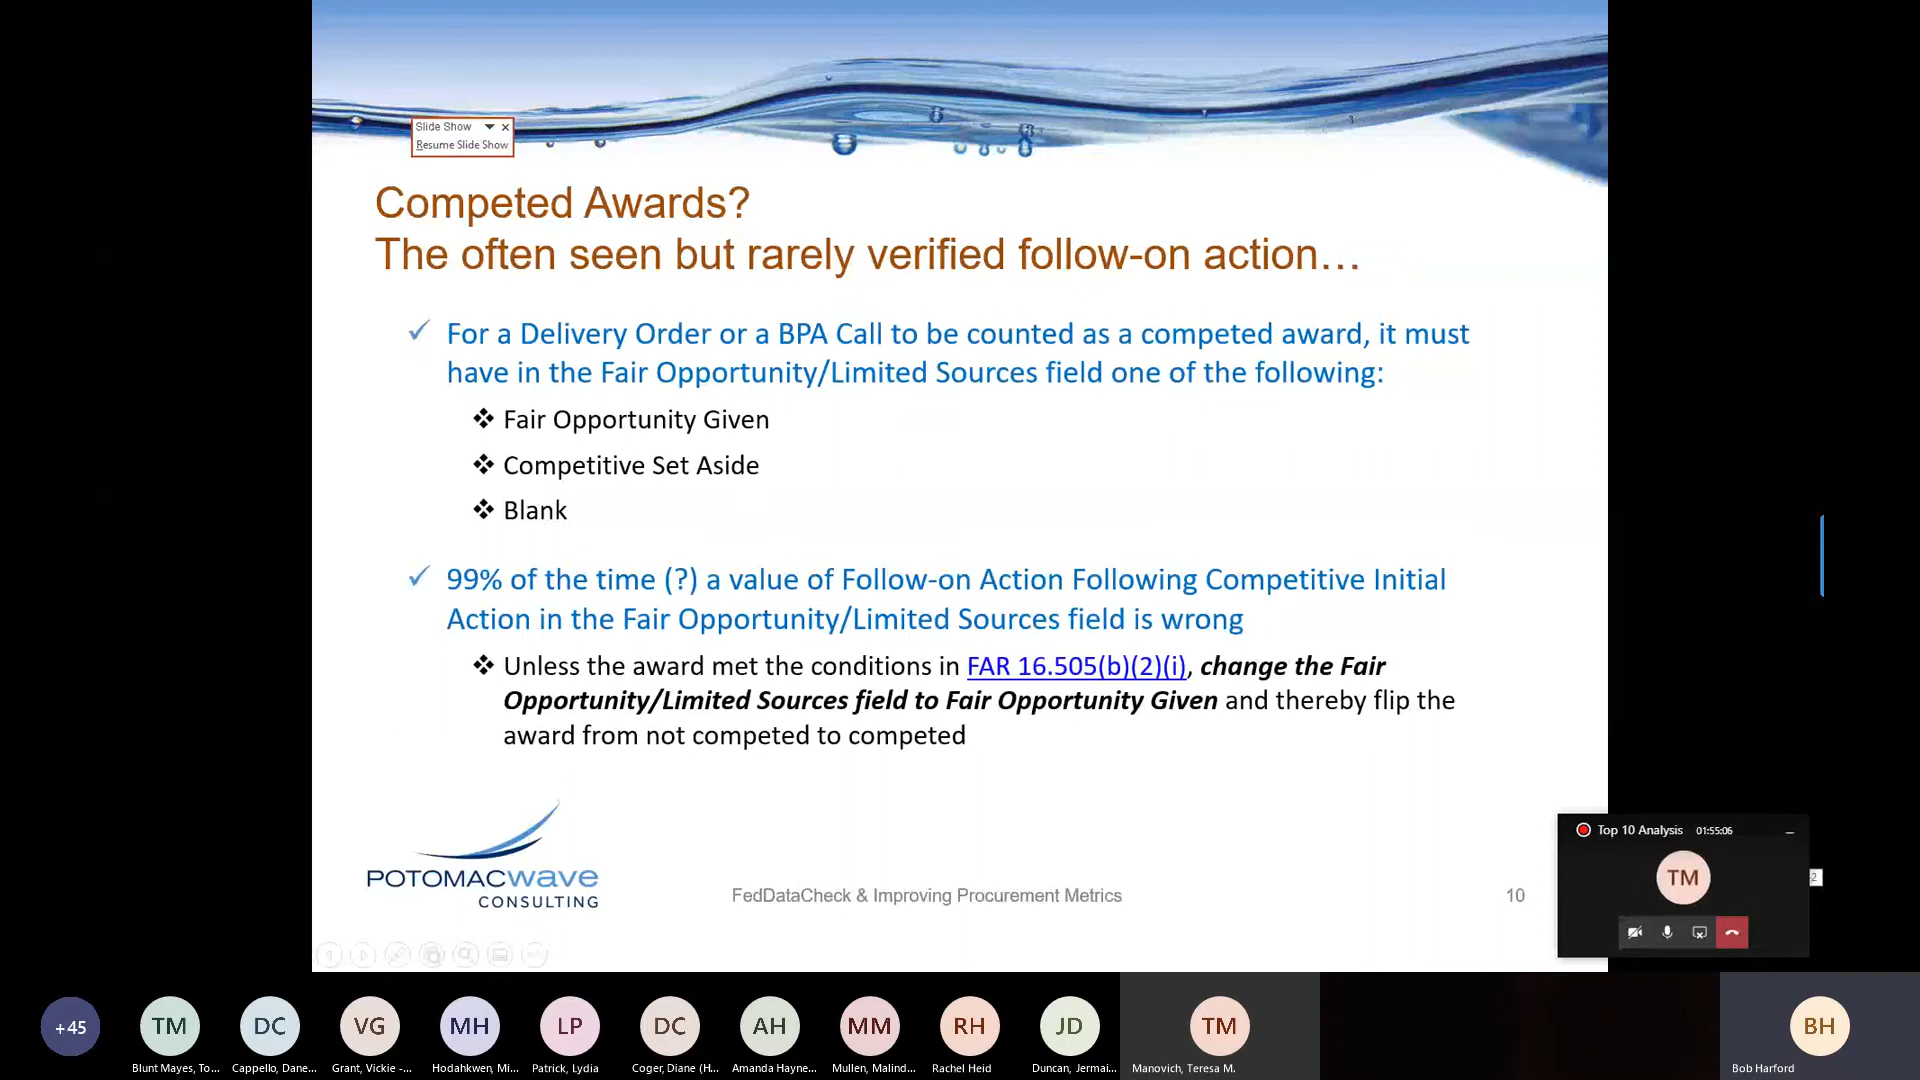 Slide Show
Resume Slide Show
Competed Awards?
The often seen but rarely verified follow-on action…
✓ For a Delivery Order or a BPA Call to be counted as a competed award, it must
have in the Fair Opportunity/Limited Sources field one of the following:
❖ Fair Opportunity Given
❖ Competitive Set Aside
❖ Blank
✓ 99% of the time (?) a value of Follow-on Action Following Competitive Initial
Action in the Fair Opportunity/Limited Sources field is wrong
❖ Unless the award met the conditions in FAR 16.505(b)(2)(i), change the Fair
Opportunity/Limited Sources field to Fair Opportunity Given and thereby flip the
award from not competed to competed
POTOMACwave
CONSULTING
FedDataCheck & Improving Procurement Metrics
10
Top 10 Analysis 01:55:06
TM
+45
TM
DC
VG
MH
LP
DC
AH
MM
RH
JD
TM
BH
Blunt Mayes, To...
Cappello, Dane...
Grant, Vickie -...
Hodahkwen, Mi...
Patrick, Lydia
Coger, Diane (H...
Amanda Hayne...
Mullen, Malind...
Rachel Heid
Duncan, Jermai...
Manovich, Teresa M.
Bob Harford